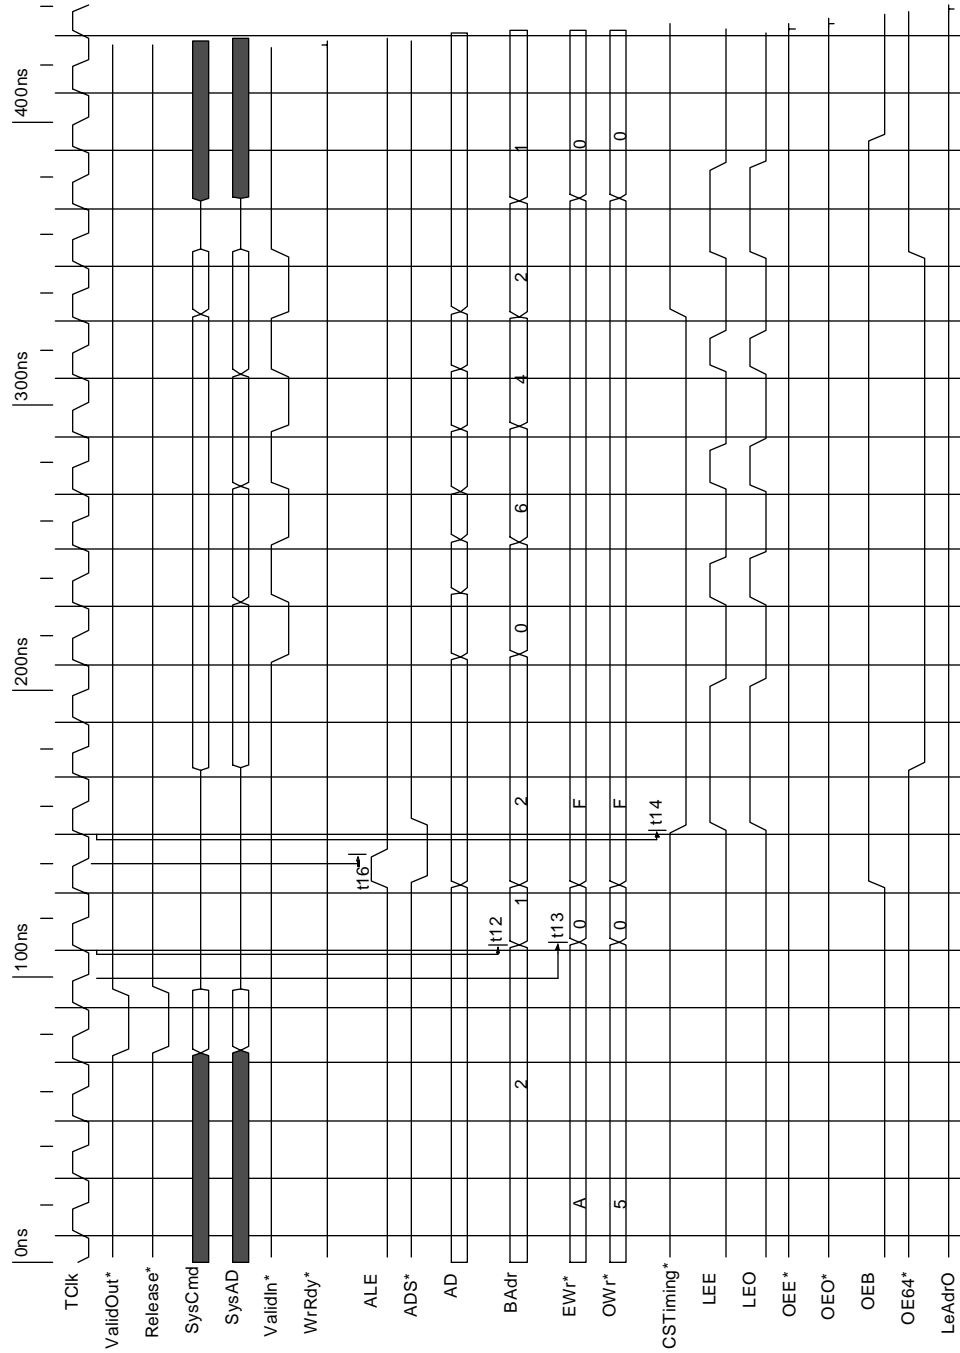 0ns 100ns 200ns 300ns 400ns
TClk
ValidOut*
Release*
SysCmd
SysAD
ValidIn*
WrRdy*
ALE t16
ADS*
AD
t12
BAdr 2 1 2 0 6 4 2 1
t13
EWr* A 0 F 0
OWr* 5 0 F 0
t14
CSTiming*
LEE
LEO
OEE*
OEO*
OEB
OE64*
LeAdrO